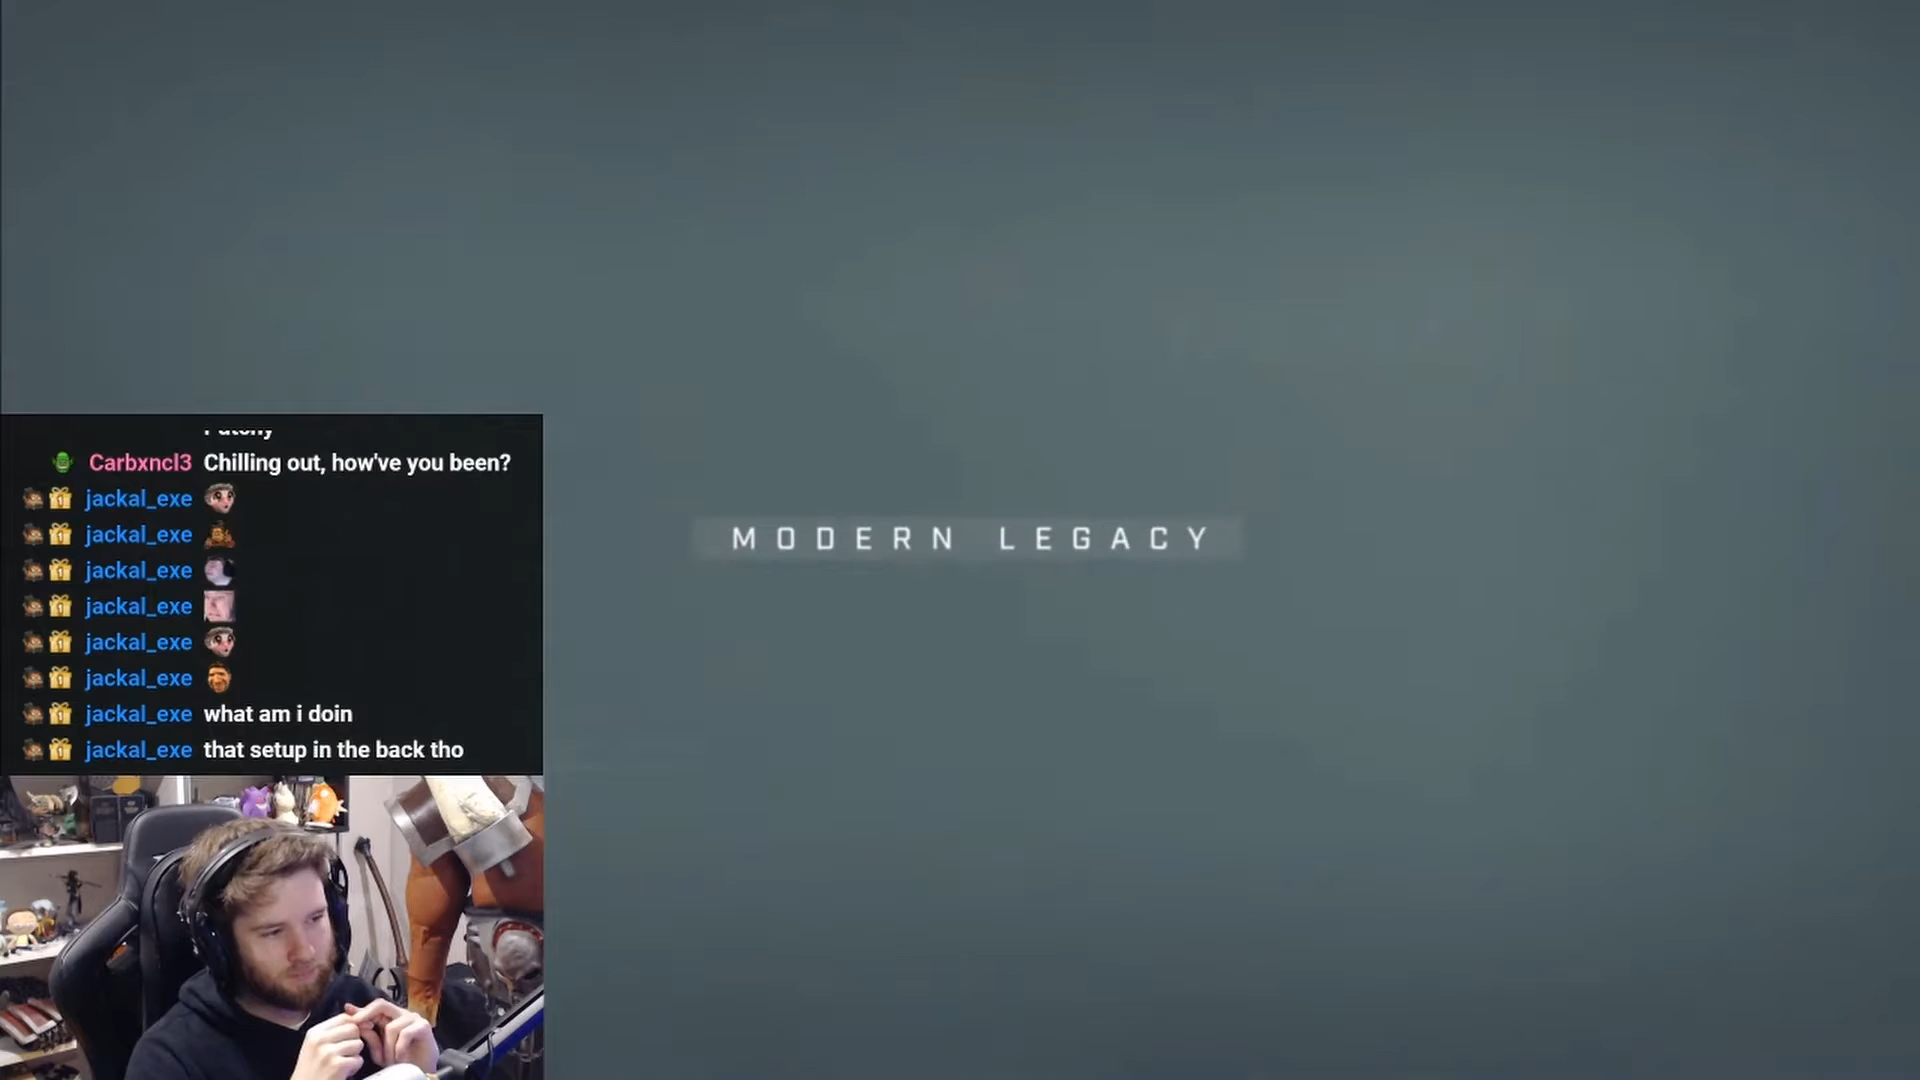 Carbxncl3 Chilling out, how've you been?
jackal_exe
jackal_exe
jackal_exe
jackal_exe
jackal_exe
jackal_exe
jackal_exe what am i doin
jackal_exe that setup in the back tho
MODERN LEGACY